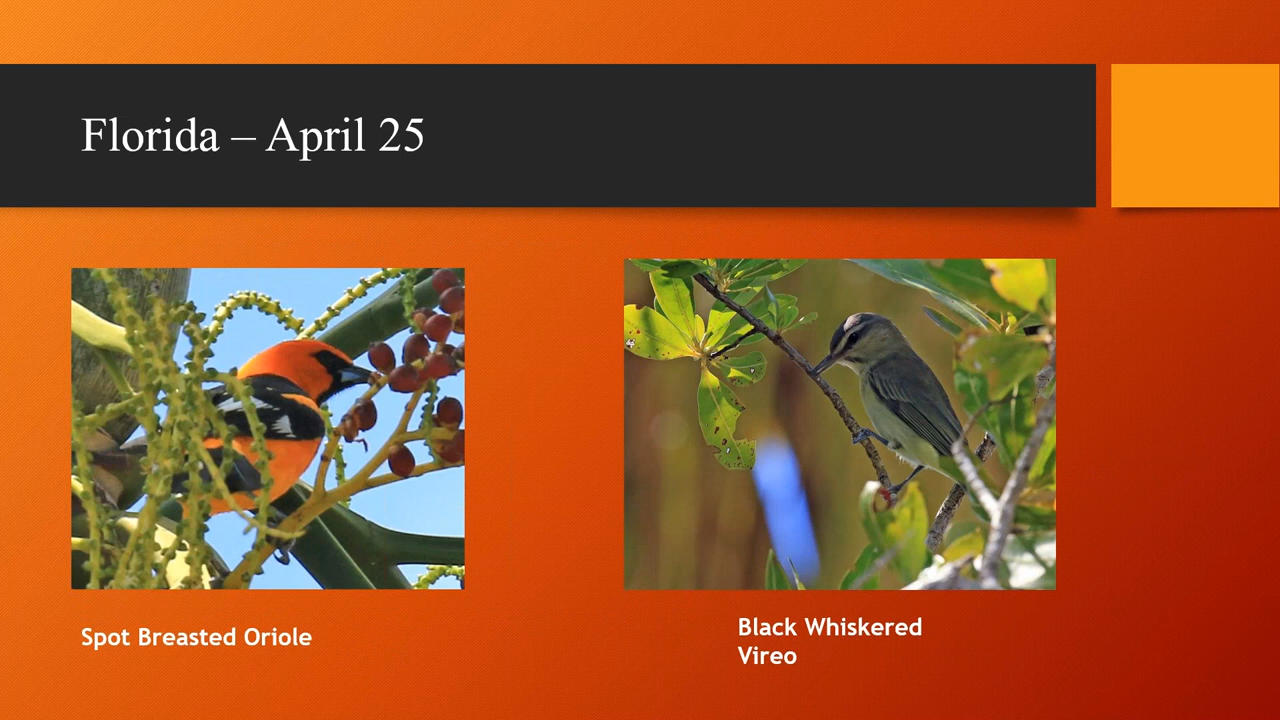 Florida – April 25
Spot Breasted Oriole
Black Whiskered
Vireo